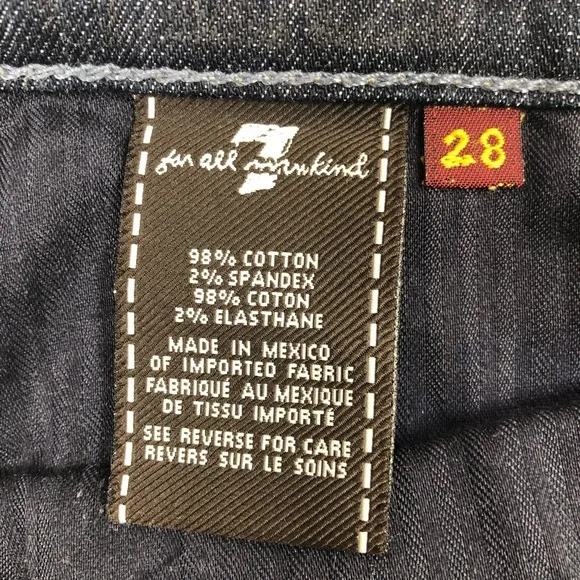 7
for all mankind
28
98% COTTON
2% SPANDEX
98% COTON
2% ELASTHANE
MADE IN MEXICO
OF IMPORTED FABRIC
FABRIQUÉ AU MEXIQUE
DE TISSU IMPORTÉ
SEE REVERSE FOR CARE
REVERS SUR LE SOINS